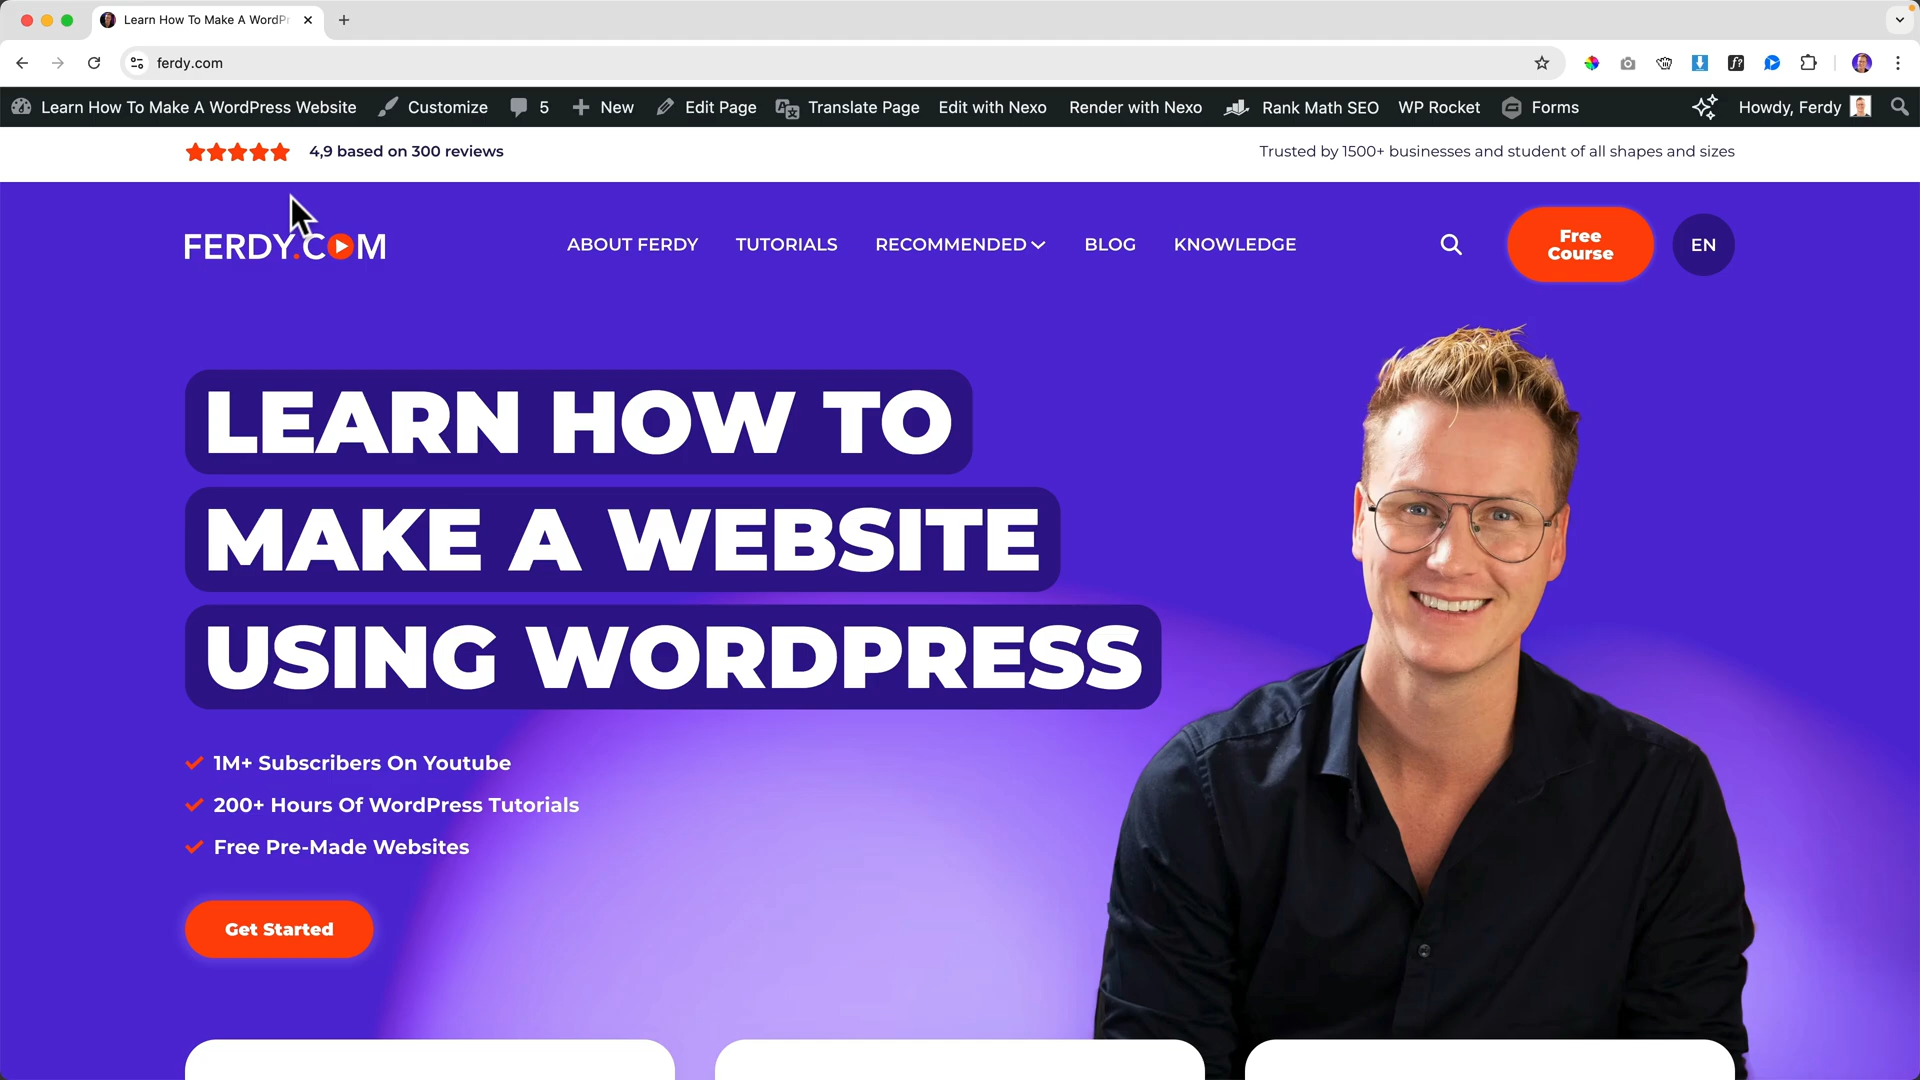 Learn How To Make A WordPr
ferdy.com
Learn How To Make A WordPress Website Customize 5 New Edit Page Translate Page Edit with Nexo Render with Nexo Rank Math SEO WP Rocket Forms Howdy, Ferdy
4,9 based on 300 reviews
Trusted by 1500+ businesses and student of all shapes and sizes
FERDY.COM
ABOUT FERDY TUTORIALS RECOMMENDED BLOG KNOWLEDGE
Free
Course
EN
LEARN HOW TO
MAKE A WEBSITE
USING WORDPRESS
1M+ Subscribers On Youtube
200+ Hours Of WordPress Tutorials
Free Pre-Made Websites
Get Started